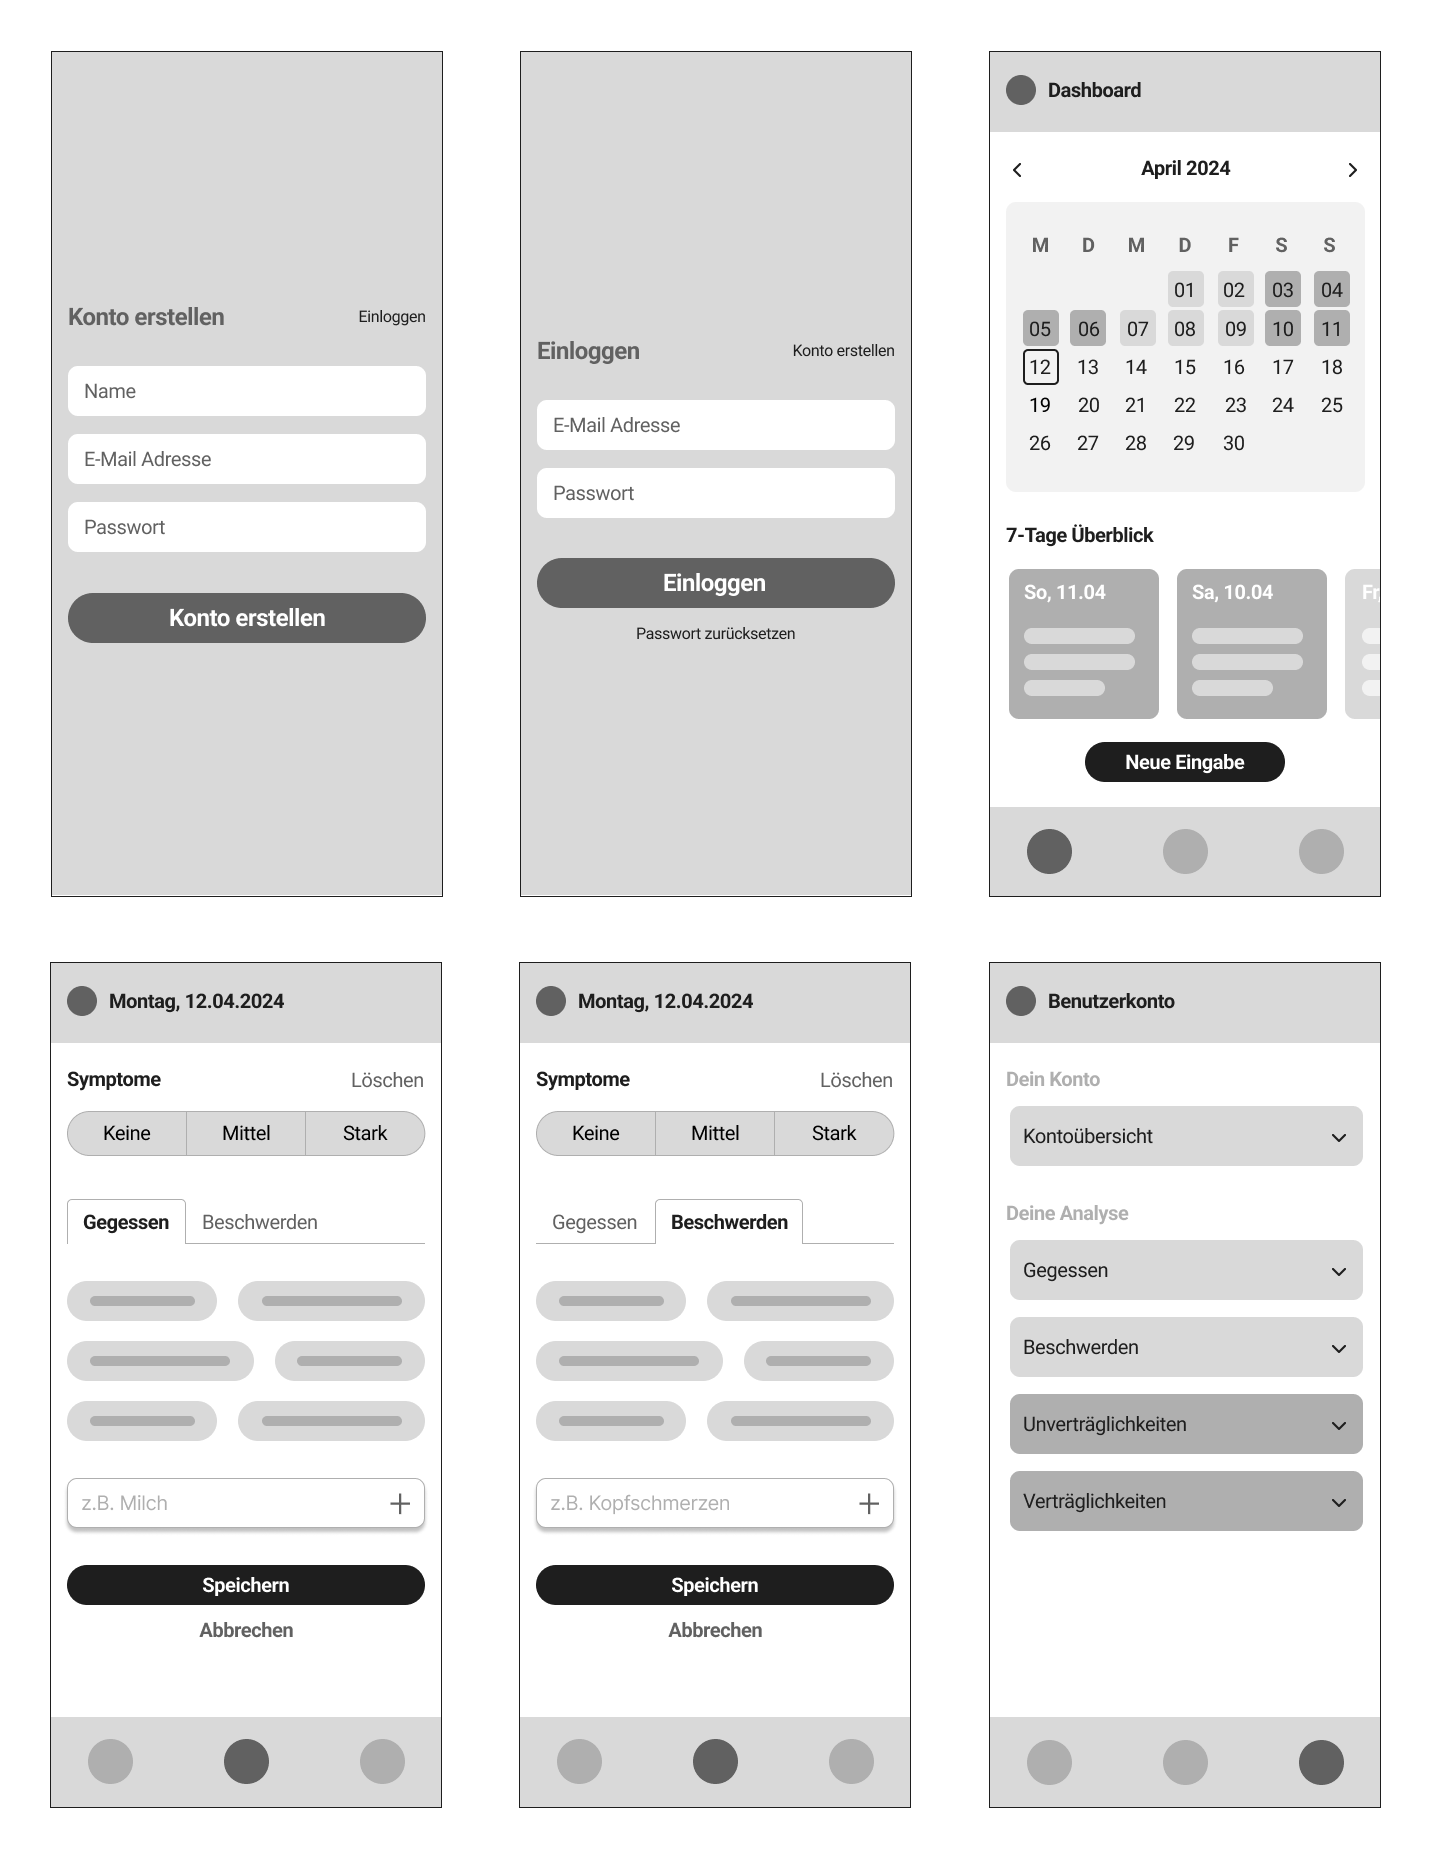 Konto erstellen Einloggen
Name
E-Mail Adresse
Passwort
Konto erstellen
Einloggen Konto erstellen
E-Mail Adresse
Passwort
Einloggen
Passwort zurücksetzen
Dashboard
April 2024
M D M D F S S
01 02 03 04
05 06 07 08 09 10 11
12 13 14 15 16 17 18
19 20 21 22 23 24 25
26 27 28 29 30
7-Tage Überblick
So, 11.04 Sa, 10.04 Fr,
Neue Eingabe
Montag, 12.04.2024
Symptome Löschen
Keine Mittel Stark
Gegessen Beschwerden
z.B. Milch
Speichern
Abbrechen
Montag, 12.04.2024
Symptome Löschen
Keine Mittel Stark
Gegessen Beschwerden
z.B. Kopfschmerzen
Speichern
Abbrechen
Benutzerkonto
Dein Konto
Kontoübersicht
Deine Analyse
Gegessen
Beschwerden
Unverträglichkeiten
Verträglichkeiten